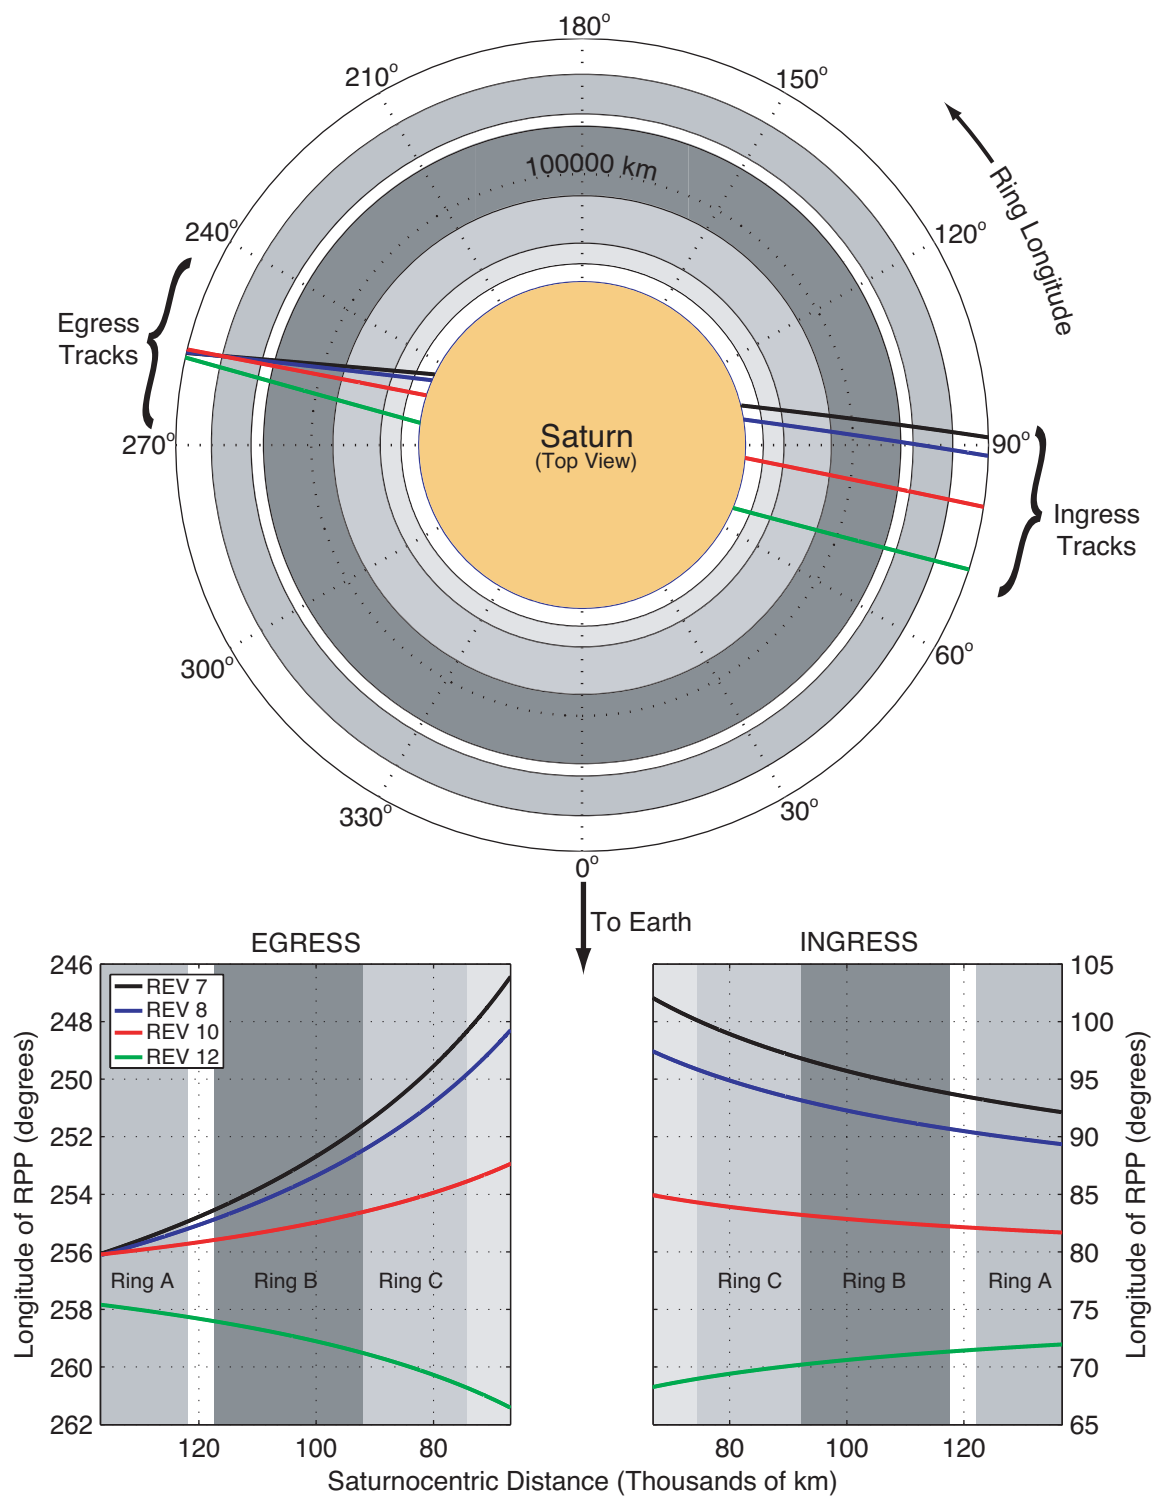 180°
210°
150°
100000 km
Ring Longitude
240°
120°
Egress
Tracks
Saturn
(Top View)
270°
90°
Ingress
Tracks
300°
60°
330°
30°
0°
To Earth
EGRESS
INGRESS
REV 7
REV 8
REV 10
REV 12
246
248
250
252
254
256
258
260
262
Longitude of RPP (degrees)
Ring A
Ring B
Ring C
120
100
80
Ring C
Ring B
Ring A
80
100
120
105
100
95
90
85
80
75
70
65
Longitude of RPP (degrees)
Saturnocentric Distance (Thousands of km)